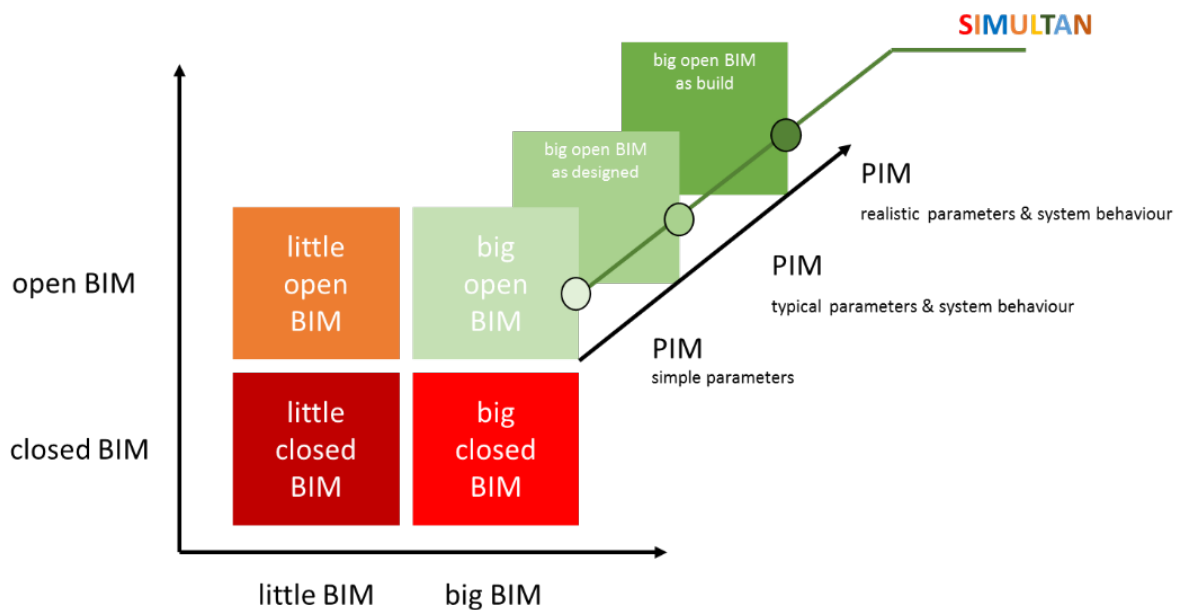 SIMULTAN
big open BIM
as build
big open BIM
as designed
PIM
realistic parameters & system behaviour
open BIM
little
open
BIM
big
open
BIM
PIM
typical parameters & system behaviour
PIM
simple parameters
closed BIM
little
closed
BIM
big
closed
BIM
little BIM
big BIM